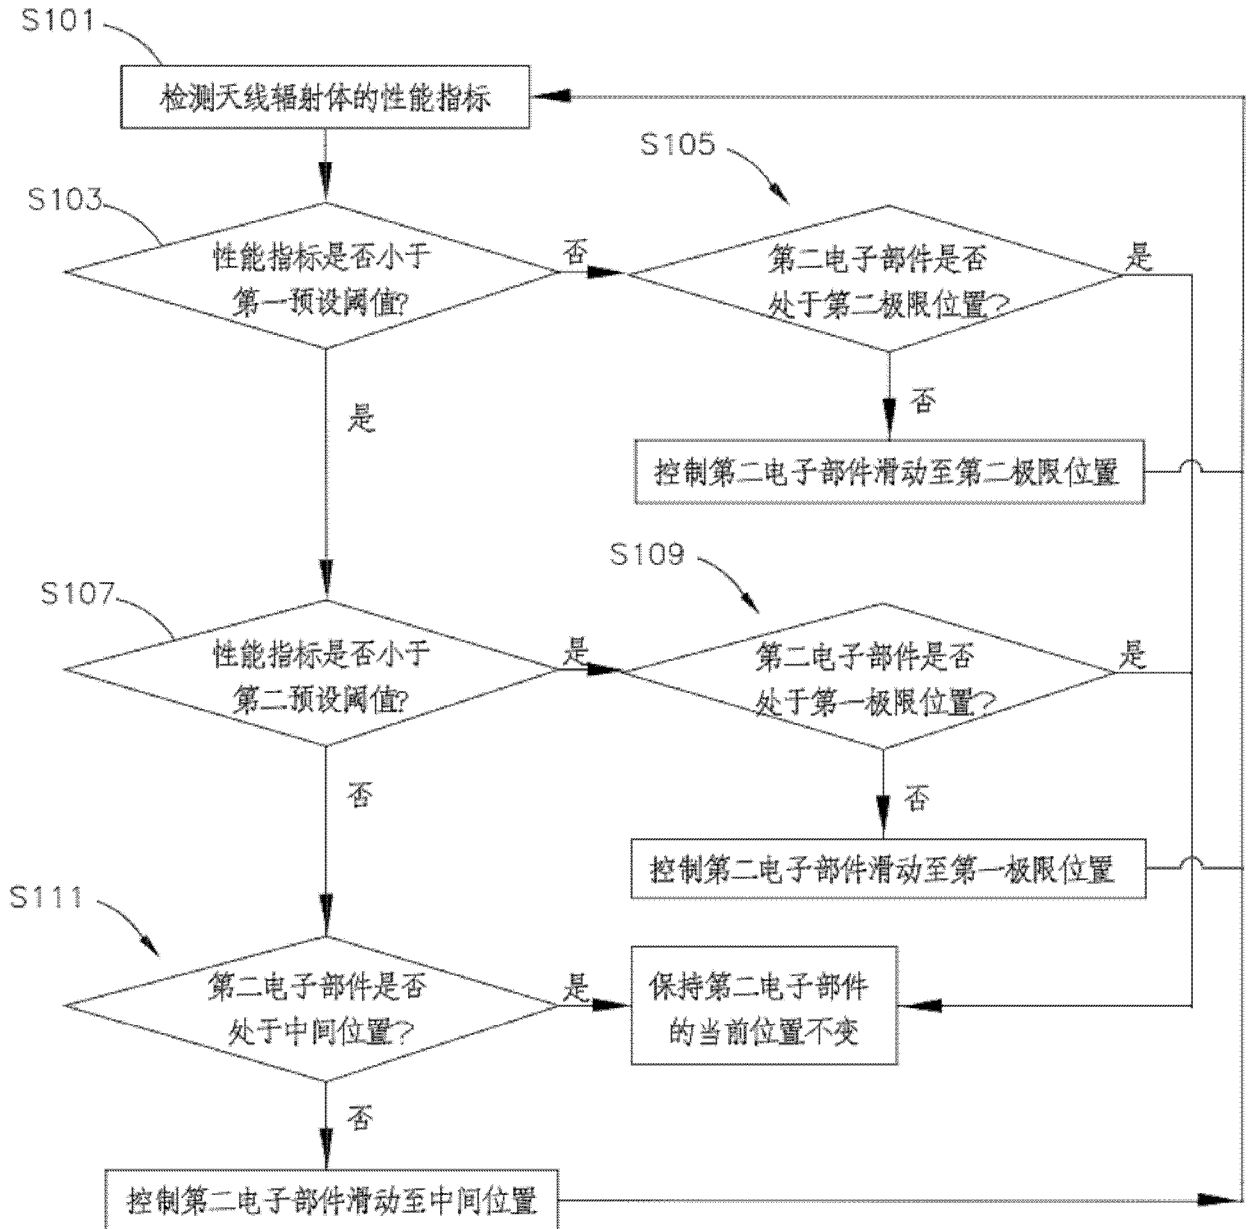 S101
检测天线辐射体的性能指标
S105
S103
性能指标是否小于
第一预设阈值?
否
第二电子部件是否
处于第二极限位置?
是
否
是
控制第二电子部件滑动至第二极限位置
S109
S107
性能指标是否小于
第二预设阈值?
是
第二电子部件是否
处于第一极限位置?
是
否
否
控制第二电子部件滑动至第一极限位置
S111
第二电子部件是否
处于中间位置?
是
保持第二电子部件
的当前位置不变
否
控制第二电子部件滑动至中间位置